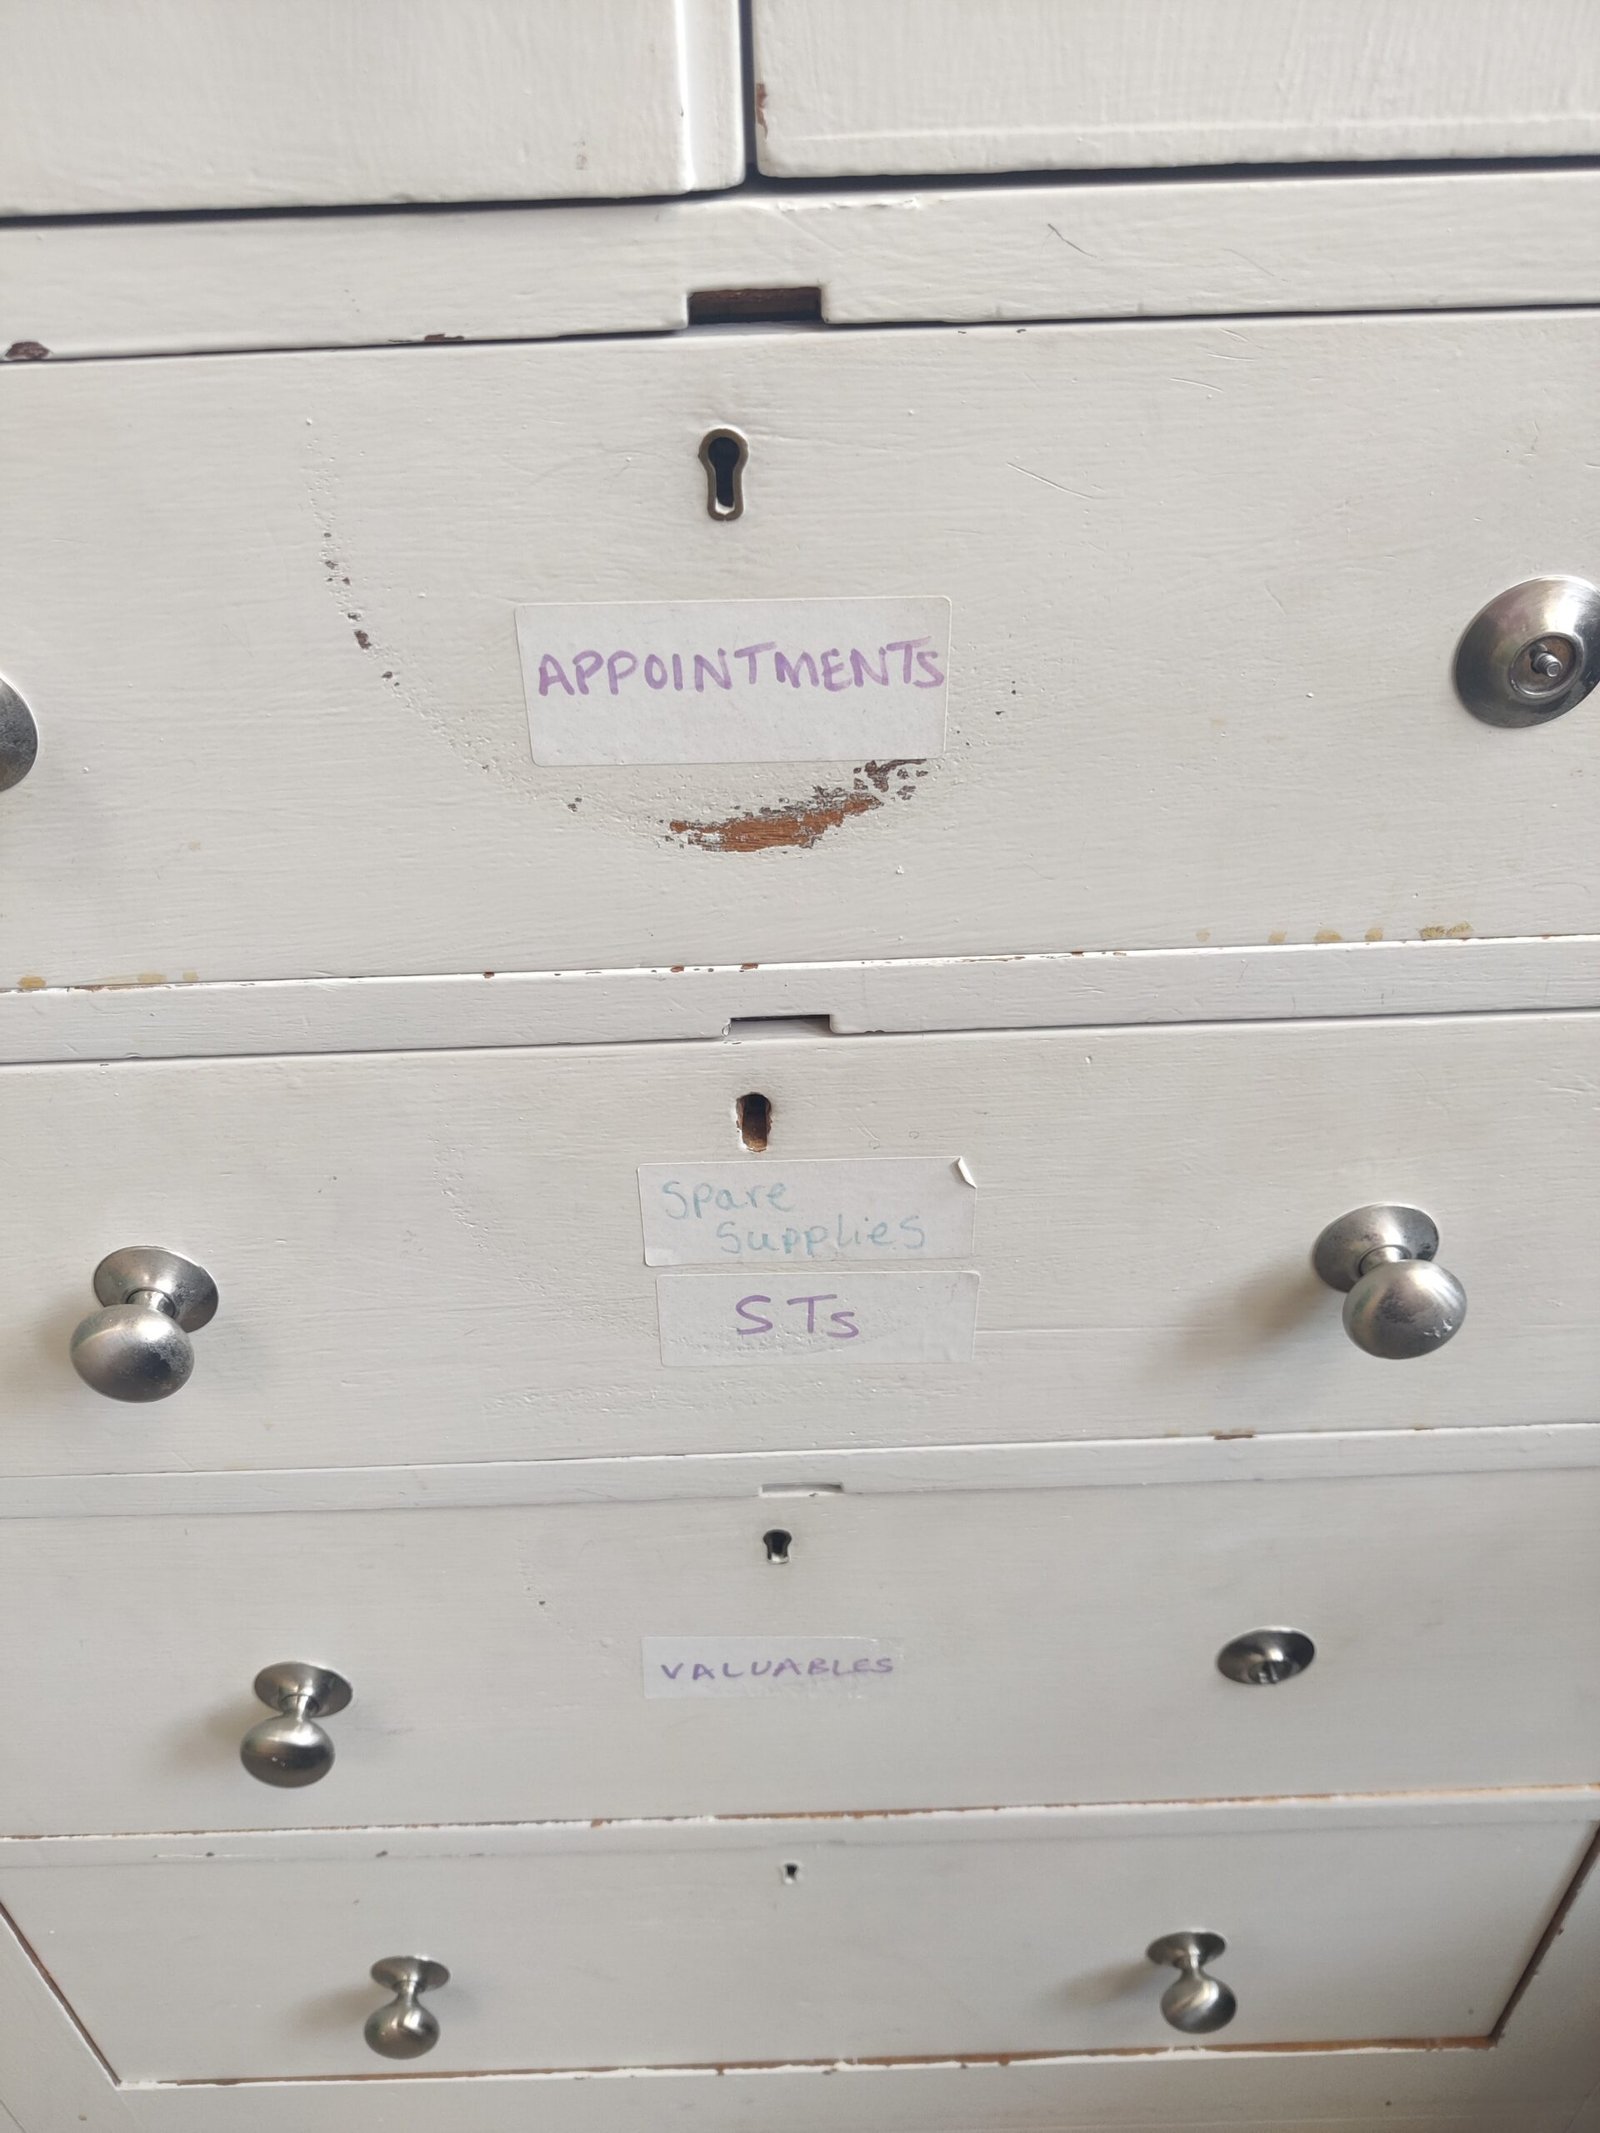 APPOINTMENTS
Spare
Supplies
STs
VALUABLES